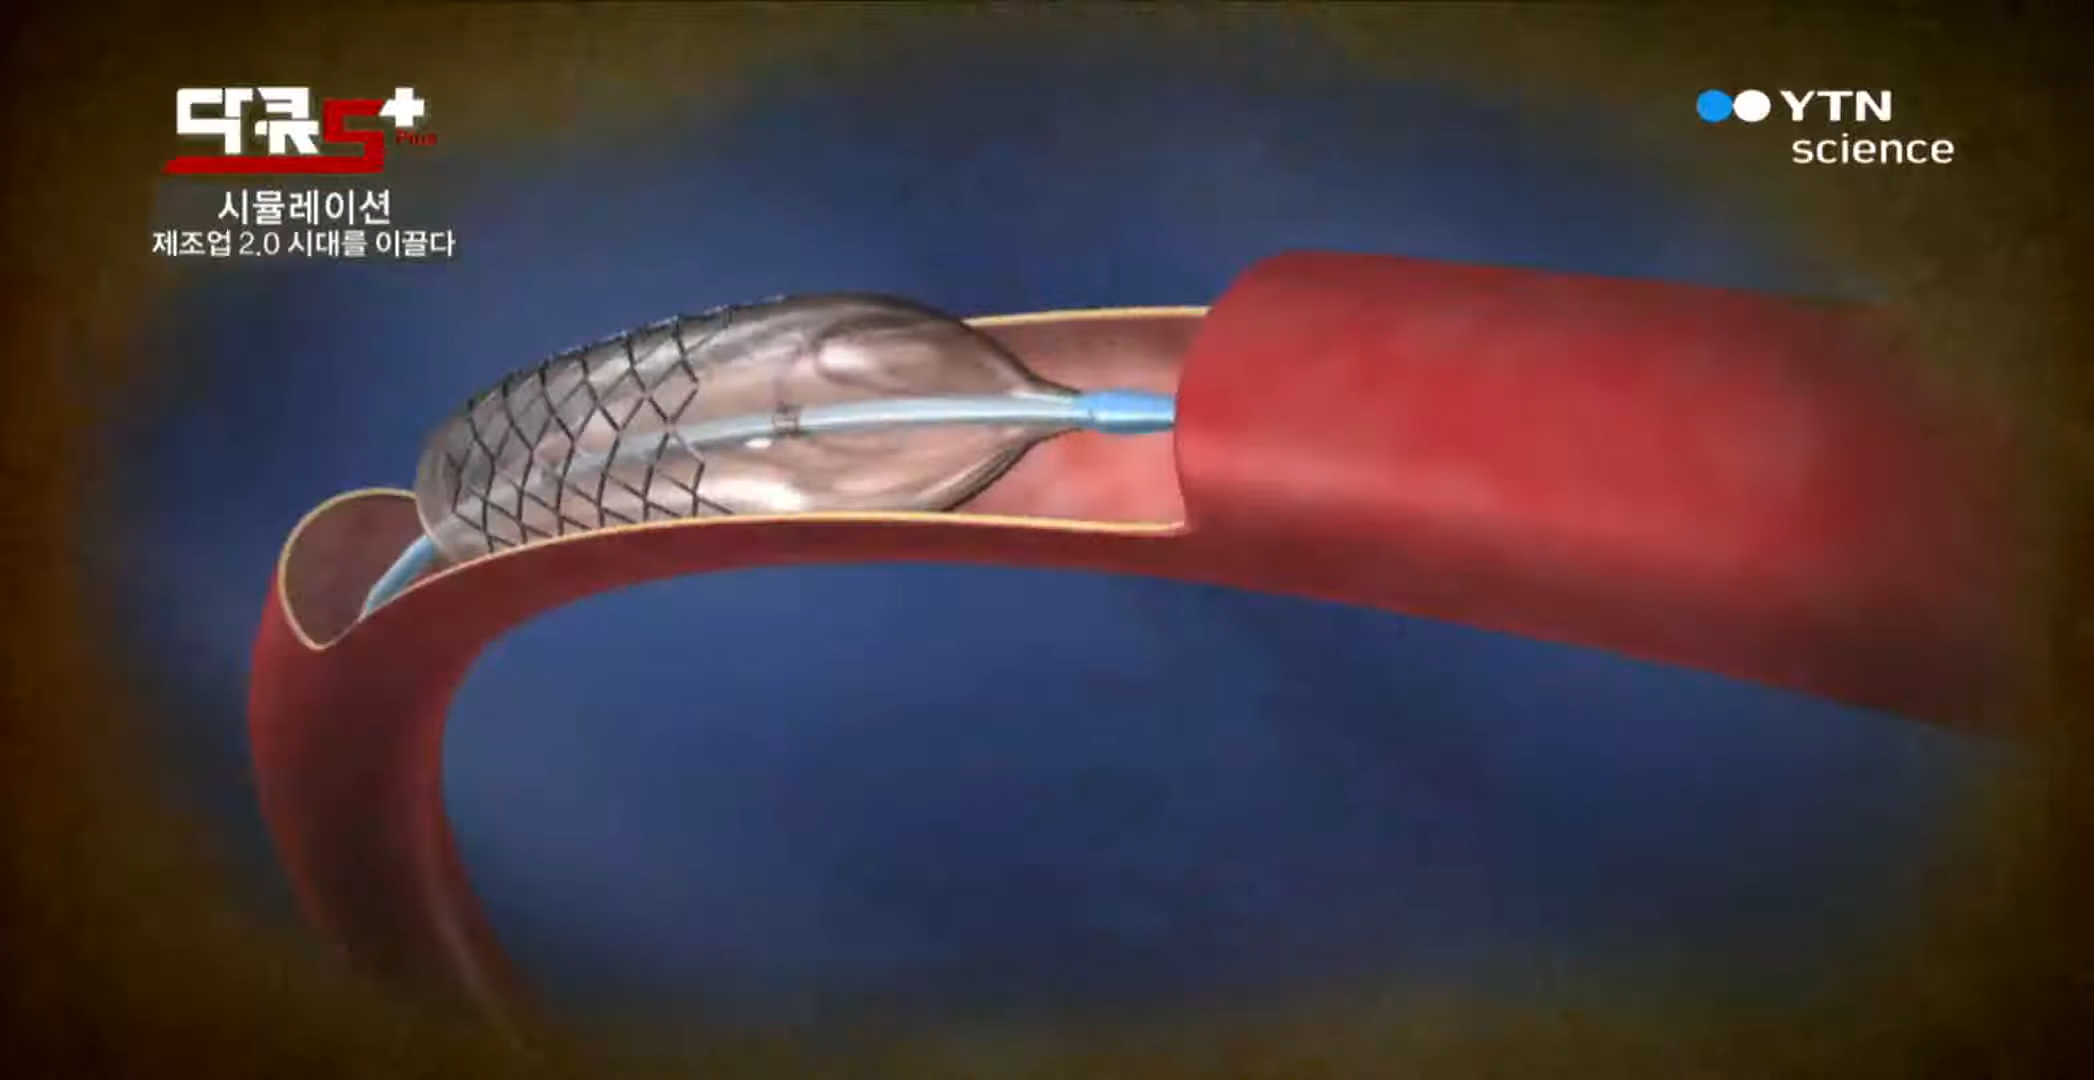 다큐S+
Plus
시뮬레이션
제조업 2.0 시대를 이끌다
YTN
science